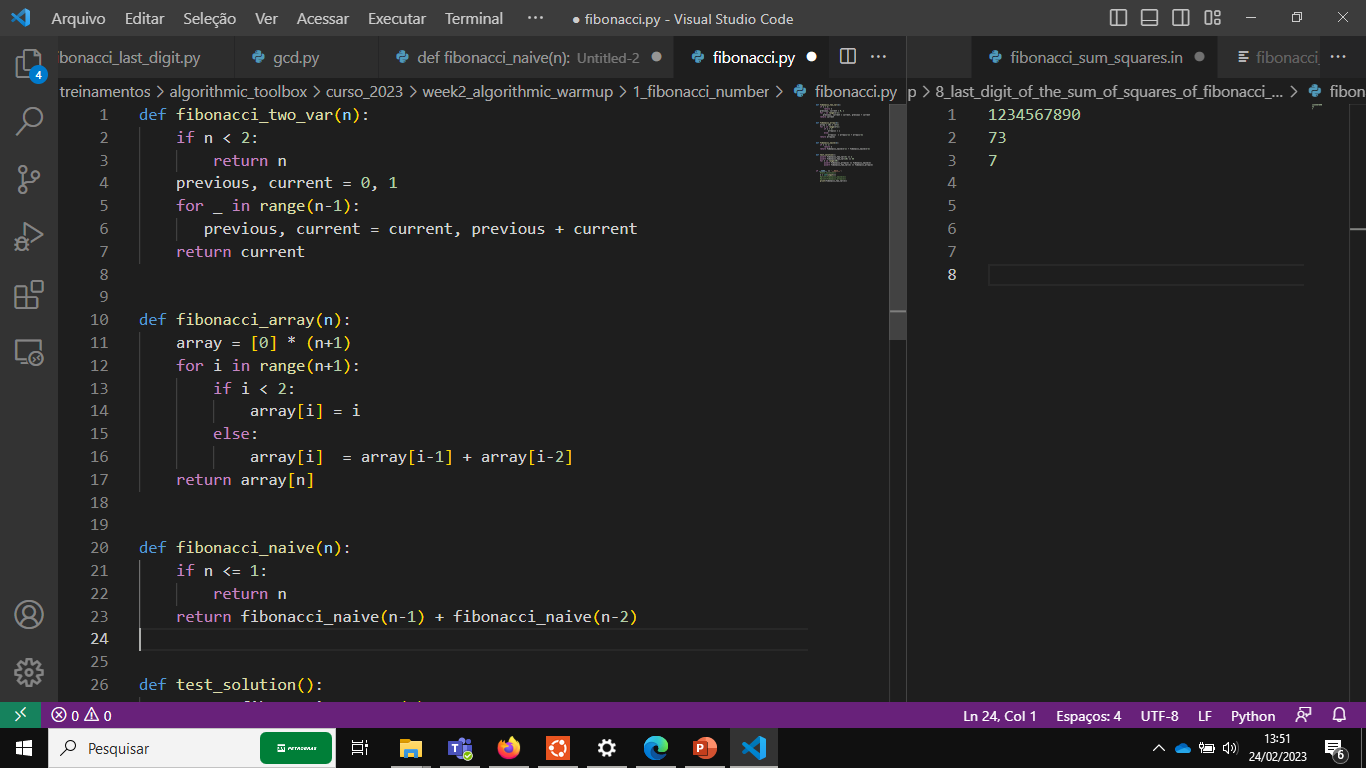 Arquivo Editar Seleção Ver Acessar Executar Terminal ··· ● fibonacci.py - Visual Studio Code
fibonacci_last_digit.py gcd.py def fibonacci_naive(n): Untitled-2 ● fibonacci.py ● ··· fibonacci_sum_squares.in ● fibonacci_ ···
treinamentos > algorithmic_toolbox > curso_2023 > week2_algorithmic_warmup > 1_fibonacci_number > fibonacci.py
p > 8_last_digit_of_the_sum_of_squares_of_fibonacci_... > fibon
4
1 def fibonacci_two_var(n):
2 if n < 2:
3 return n
4 previous, current = 0, 1
5 for _ in range(n-1):
6 previous, current = current, previous + current
7 return current
8
9
10 def fibonacci_array(n):
11 array = [0] * (n+1)
12 for i in range(n+1):
13 if i < 2:
14 array[i] = i
15 else:
16 array[i]  = array[i-1] + array[i-2]
17 return array[n]
18
19
20 def fibonacci_naive(n):
21 if n <= 1:
22 return n
23 return fibonacci_naive(n-1) + fibonacci_naive(n-2)
24
25
26 def test_solution():
1 1234567890
2 73
3 7
4
5
6
7
8
0 0 Ln 24, Col 1 Espaços: 4 UTF-8 LF Python
Pesquisar PETROBRAS 13:51
24/02/2023 6